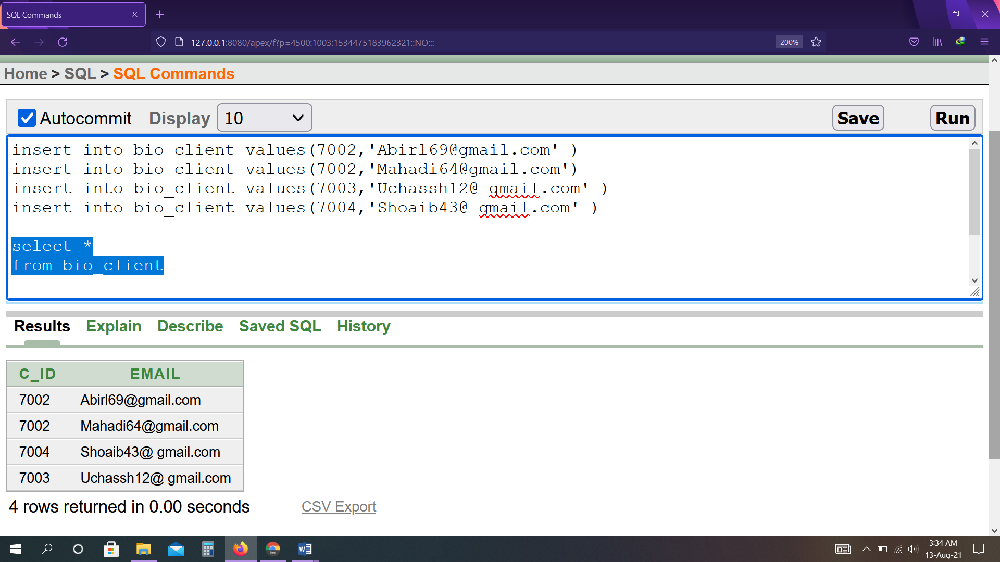 SQL Commands
127.0.0.1:8080/apex/f?p=4500:1003:1534475183962321::NO:::
200%
Home > SQL > SQL Commands
Autocommit Display 10 Save Run
insert into bio_client values(7002,'Abirl69@gmail.com' )
insert into bio_client values(7002,'Mahadi64@gmail.com')
insert into bio_client values(7003,'Uchassh12@ gmail.com' )
insert into bio_client values(7004,'Shoaib43@ gmail.com' )
select *
from bio_client
Results Explain Describe Saved SQL History
C_ID EMAIL
7002 Abirl69@gmail.com
7002 Mahadi64@gmail.com
7004 Shoaib43@ gmail.com
7003 Uchassh12@ gmail.com
4 rows returned in 0.00 seconds CSV Export
3:34 AM
13-Aug-21